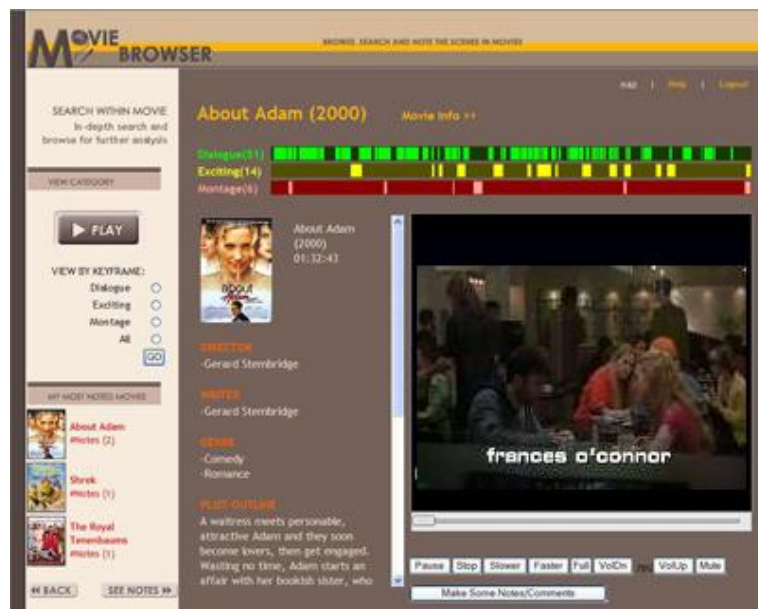 MOVIE
BROWSER
BROWSE, SEARCH AND NOTE THE SCENES IN MOVIES
Help | Logout
SEARCH WITHIN MOVIE
In-depth search and
browse for further analysis
VIEW CATEGORY
PLAY
VIEW BY KEYFRAME:
Dialogue
Exciting
Montage
All
GO
MY MOST NOTED MOVIES
About Adam
#Notes (2)
Shrek
#Notes (1)
The Royal
Tenenbaums
#Notes (1)
BACK
SEE NOTES
About Adam (2000)
Movie Info >>
Dialogue(51)
Exciting(14)
Montage(6)
about
Adam
About Adam
(2000)
01:32:43
DIRECTOR
-Gerard Stembridge
WRITER
-Gerard Stembridge
GENRE
-Comedy
-Romance
PLOT OUTLINE
A waitress meets personable,
attractive Adam and they soon
become lovers, then get engaged.
Wasting no time, Adam starts an
affair with her bookish sister, who
frances o'connor
Pause Stop Slower Faster Full VolDn VolUp Mute
Make Some Notes/Comments